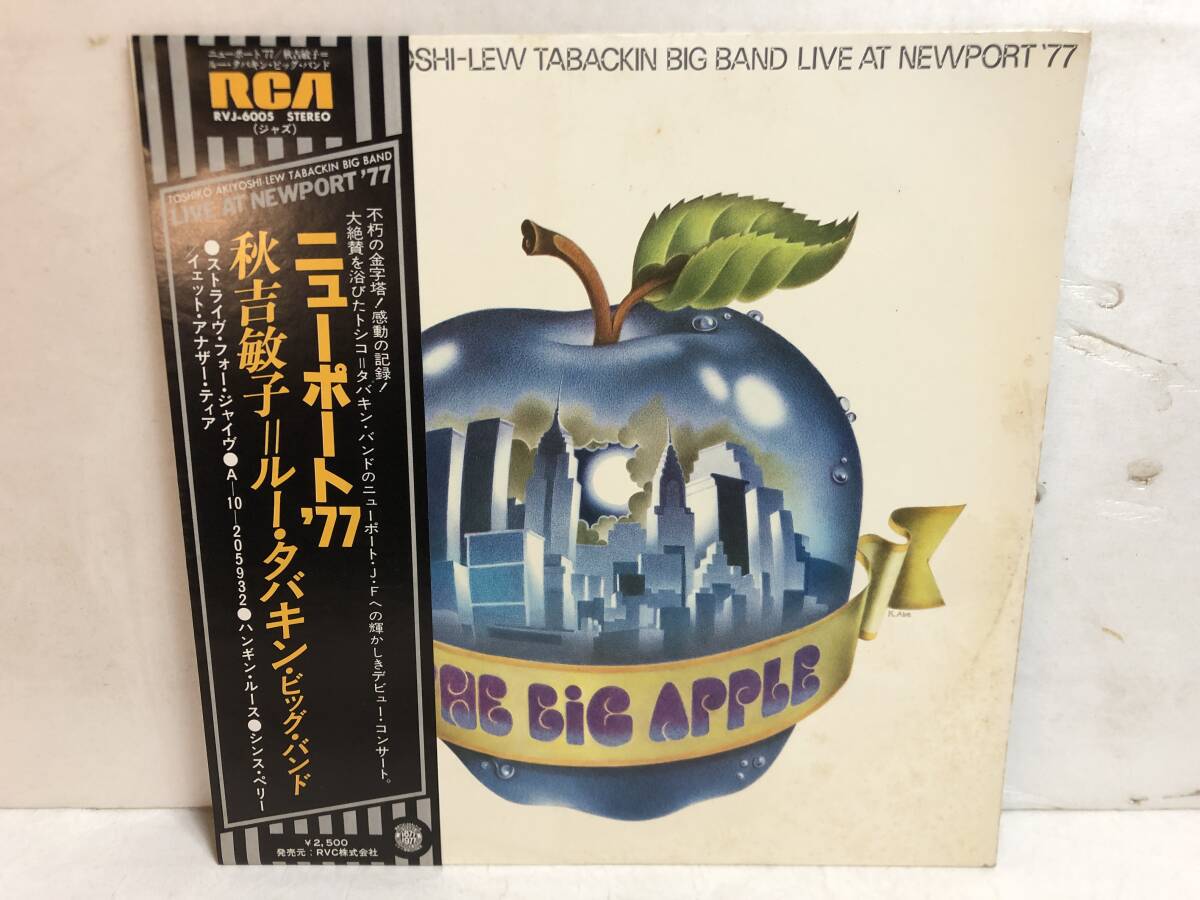 ニューポート'77/秋吉敏子=
ルー・タバキン・ビッグ・バンド
RCA
RVJ-6005 STEREO
(ジャズ)
TOSHIKO AKIYOSHI-LEW TABACKIN BIG BAND
LIVE AT NEWPORT '77
不朽の金字塔!感動の記録!
大絶賛を浴びたトシコ=タバキン・バンドのニューポート・J・Fへの輝かしきデビュー・コンサート。
ニューポート'77
秋吉敏子=ルー・タバキン・ビッグ・バンド
●ストライヴ・フォー・ジャイヴ●A—10—205932●ハンギン・ルース●シンス・ペリー
/イェット・アナザー・ティア
¥2,500
発売元:RVC株式会社
OSHI-LEW TABACKIN BIG BAND LIVE AT NEWPORT '77
THE BIG APPLE
K.Abe